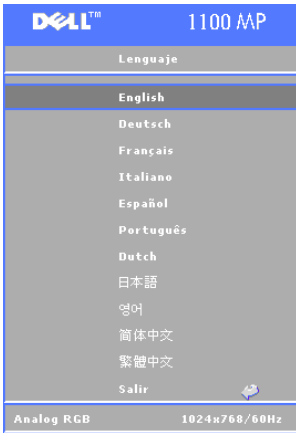 DELL™ 1100 MP
Lenguaje
English
Deutsch
Français
Italiano
Español
Português
Dutch
日本語
영어
简体中文
繁體中文
Salir
Analog RGB 1024x768/60Hz